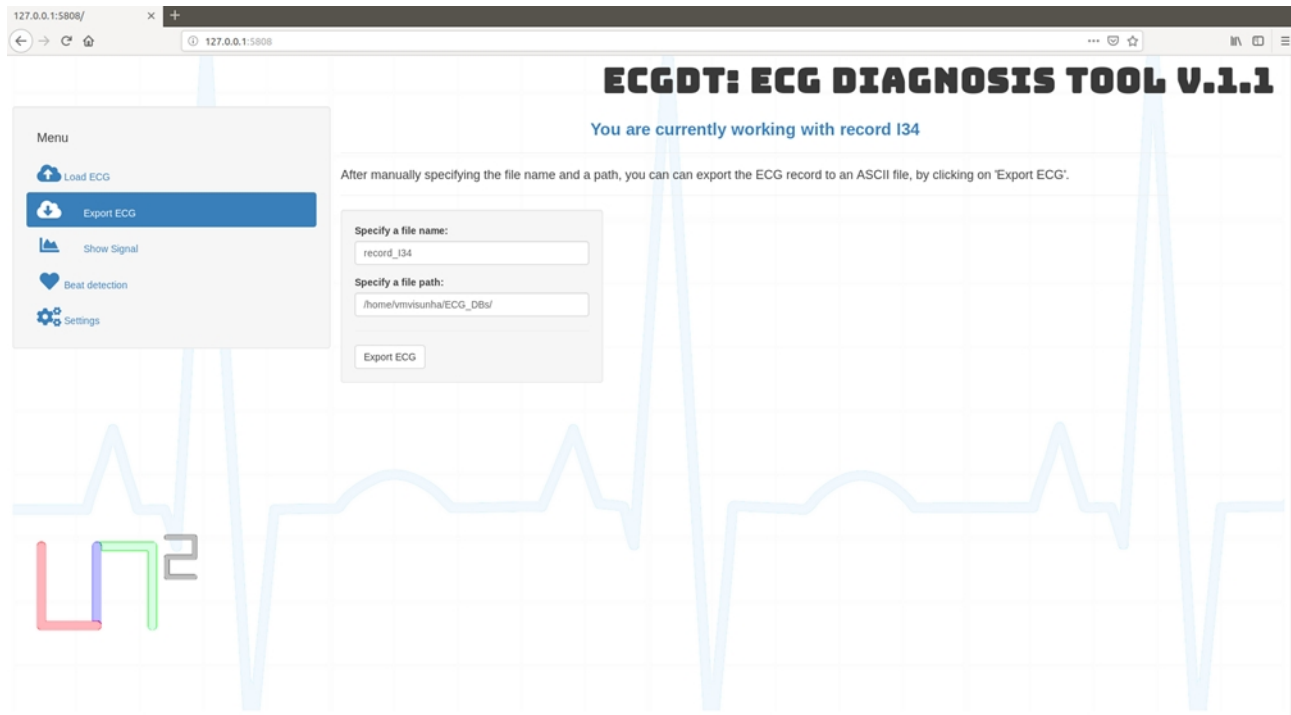 127.0.0.1:5808/
127.0.0.1:5808
ECGDT: ECG DIAGNOSIS TOOL V.1.1
Menu
Load ECG
Export ECG
Show Signal
Beat detection
Settings
You are currently working with record I34
After manually specifying the file name and a path, you can can export the ECG record to an ASCII file, by clicking on 'Export ECG'.
Specify a file name:
record_I34
Specify a file path:
/home/vmvisunha/ECG_DBs/
Export ECG